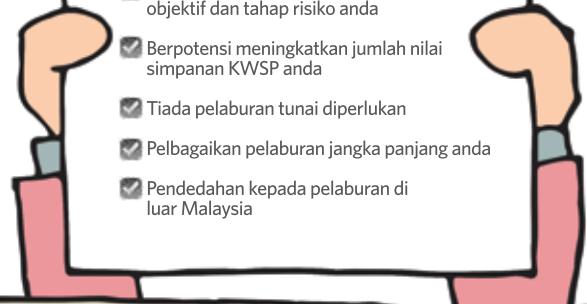 objektif dan tahap risiko anda
Berpotensi meningkatkan jumlah nilai
simpanan KWSP anda
Tiada pelaburan tunai diperlukan
Pelbagaikan pelaburan jangka panjang anda
Pendedahan kepada pelaburan di
luar Malaysia